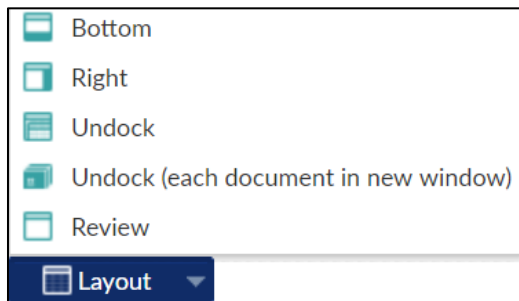 Bottom
Right
Undock
Undock (each document in new window)
Review
Layout